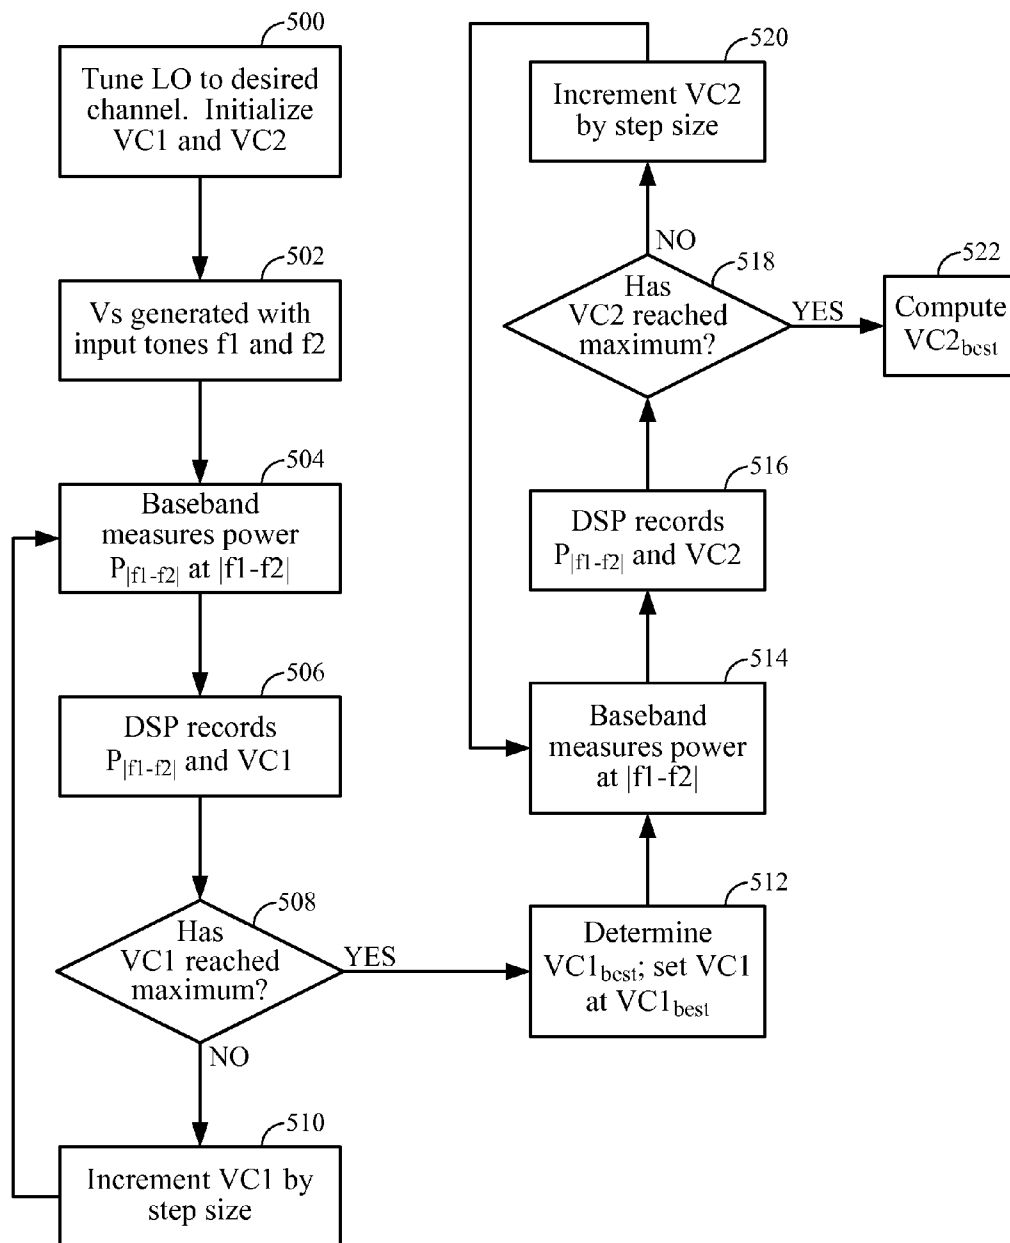 500
Tune LO to desired
channel. Initialize
VC1 and VC2
502
Vs generated with
input tones f1 and f2
504
Baseband
measures power
P|f1-f2| at |f1-f2|
506
DSP records
P|f1-f2| and VC1
508
Has
VC1 reached
maximum?
YES
NO
510
Increment VC1 by
step size
512
Determine
VC1best; set VC1
at VC1best
514
Baseband
measures power
at |f1-f2|
516
DSP records
P|f1-f2| and VC2
518
Has
VC2 reached
maximum?
NO
YES
520
Increment VC2
by step size
522
Compute
VC2best